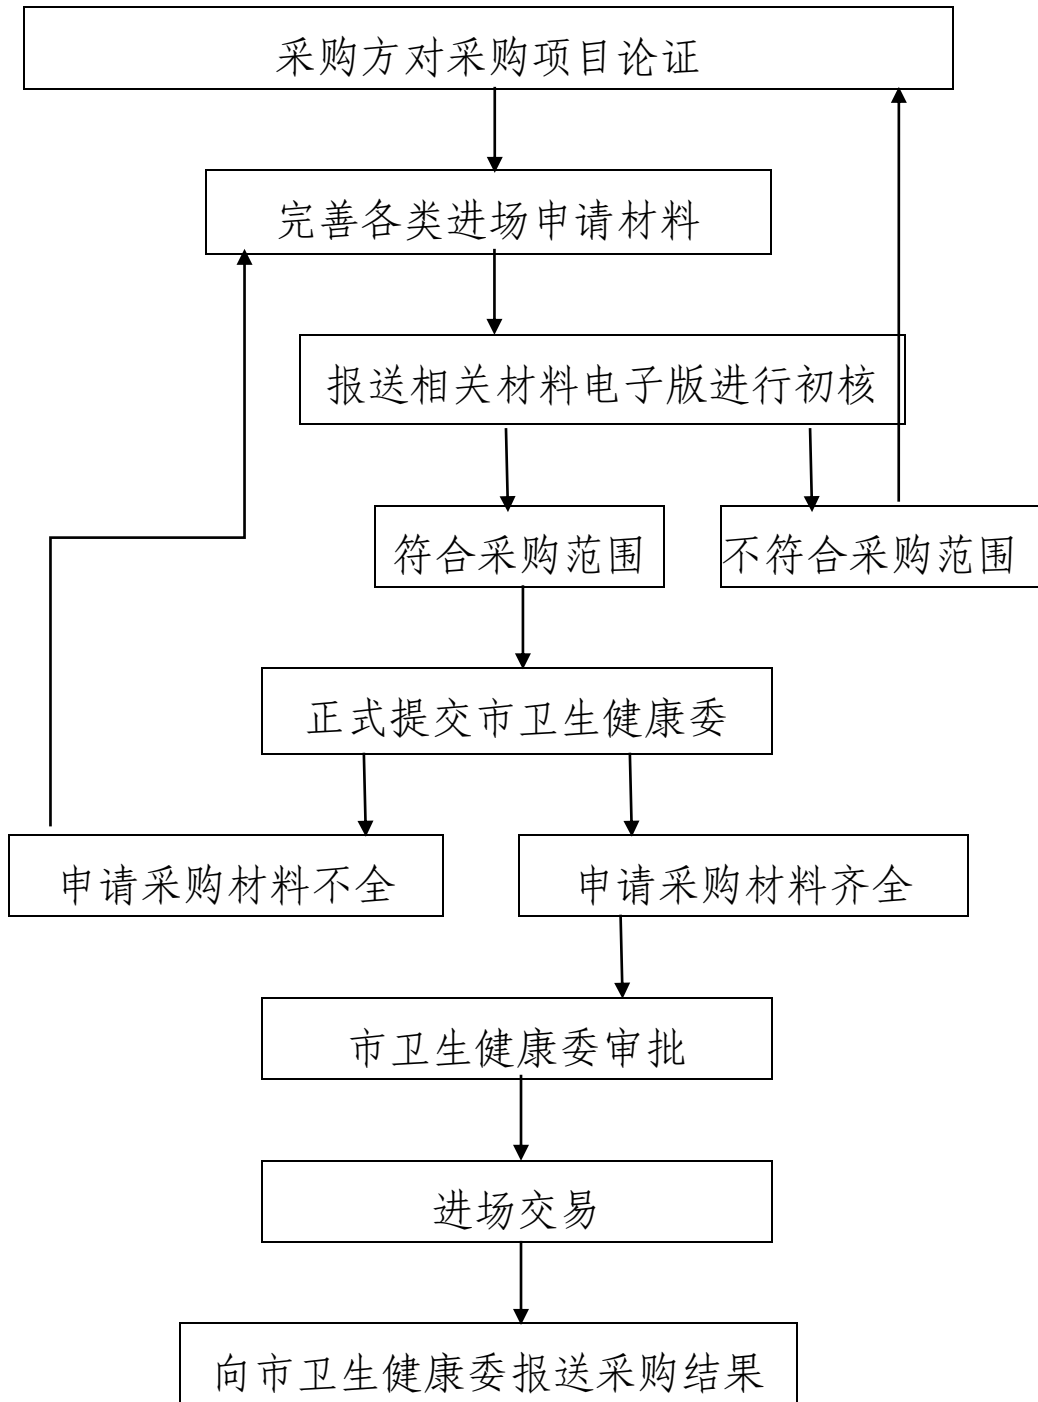 采购方对采购项目论证
完善各类进场申请材料
报送相关材料电子版进行初核
符合采购范围
不符合采购范围
正式提交市卫生健康委
申请采购材料不全
申请采购材料齐全
市卫生健康委审批
进场交易
向市卫生健康委报送采购结果